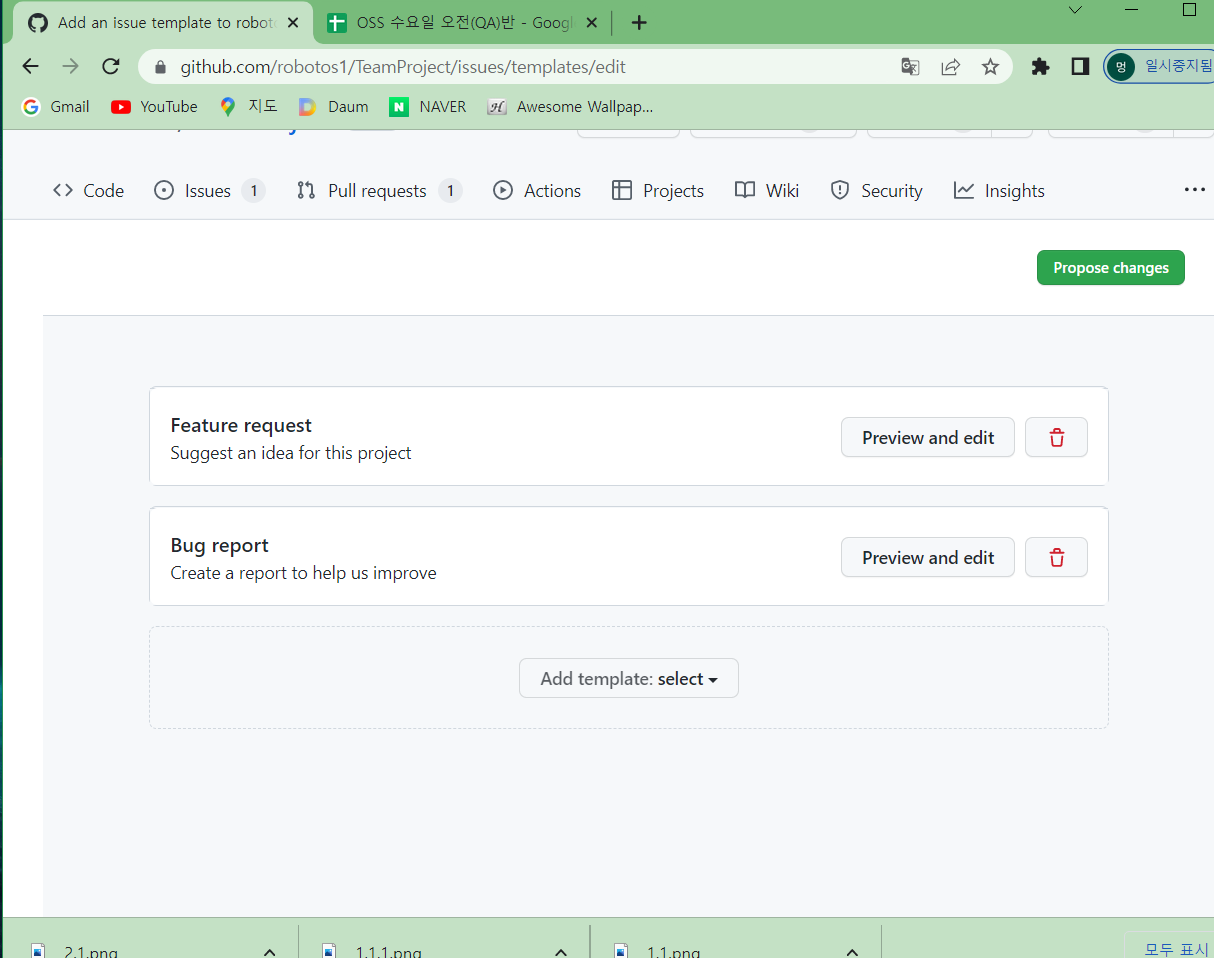 Add an issue template to robot
OSS 수요일 오전(QA)반 - Goog
github.com/robotos1/TeamProject/issues/templates/edit
멍 일시중지됨
Gmail YouTube 지도 Daum NAVER Awesome Wallpap...
Code Issues 1 Pull requests 1 Actions Projects Wiki Security Insights
Propose changes
Feature request
Suggest an idea for this project
Preview and edit
Bug report
Create a report to help us improve
Preview and edit
Add template: select
2.1.png 1.1.1.png 1.1.png 모두 표시